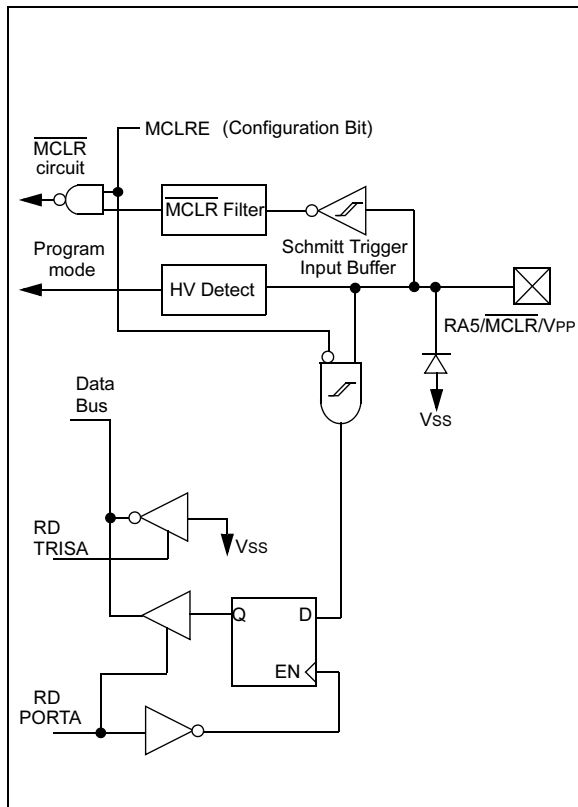 MCLRE (Configuration Bit)
MCLR
circuit
MCLR Filter
Schmitt Trigger
Input Buffer
Program
mode
HV Detect
RA5/MCLR/VPP
VSS
Data
Bus
RD
TRISA
VSS
Q
D
EN
RD
PORTA